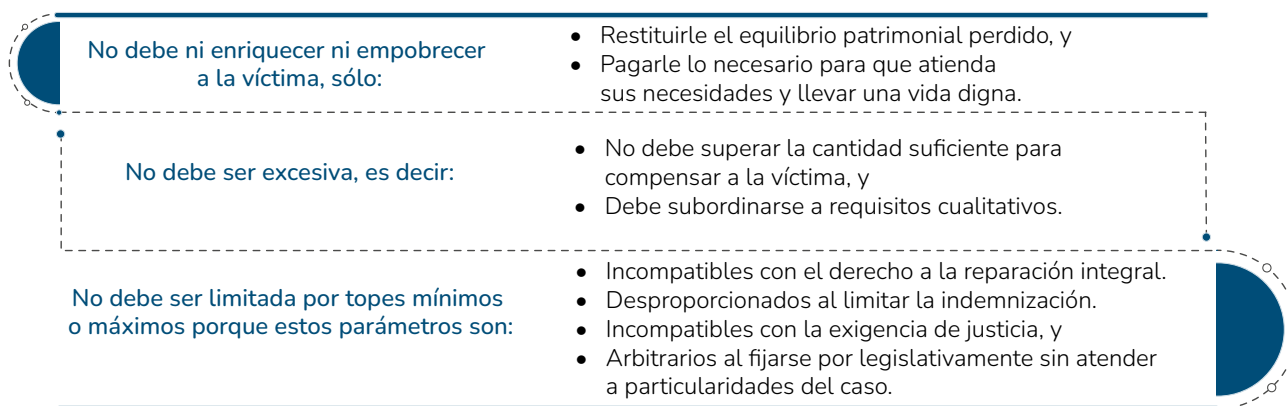 No debe ni enriquecer ni empobrecer
a la víctima, sólo:
• Restituirle el equilibrio patrimonial perdido, y
• Pagarle lo necesario para que atienda
sus necesidades y llevar una vida digna.
No debe ser excesiva, es decir:
• No debe superar la cantidad suficiente para
compensar a la víctima, y
• Debe subordinarse a requisitos cualitativos.
No debe ser limitada por topes mínimos
o máximos porque estos parámetros son:
• Incompatibles con el derecho a la reparación integral.
• Desproporcionados al limitar la indemnización.
• Incompatibles con la exigencia de justicia, y
• Arbitrarios al fijarse por legislativamente sin atender
a particularidades del caso.